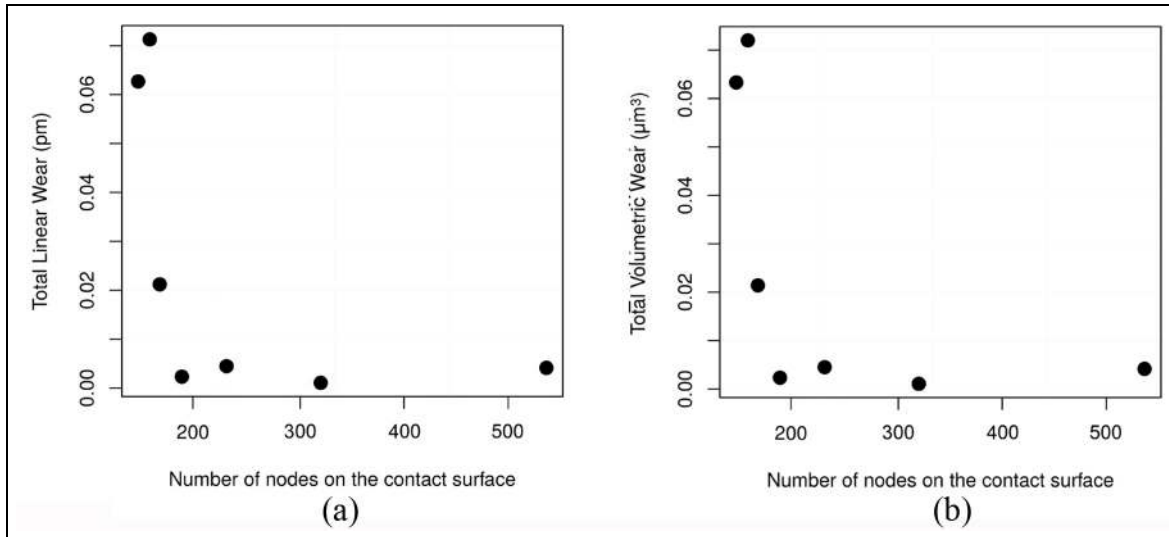 Total Linear Wear (pm)
0.06
0.04
0.02
0.00
200 300 400 500
Number of nodes on the contact surface
(a)
Total Volumetric Wear (µm³)
0.06
0.04
0.02
0.00
200 300 400 500
Number of nodes on the contact surface
(b)